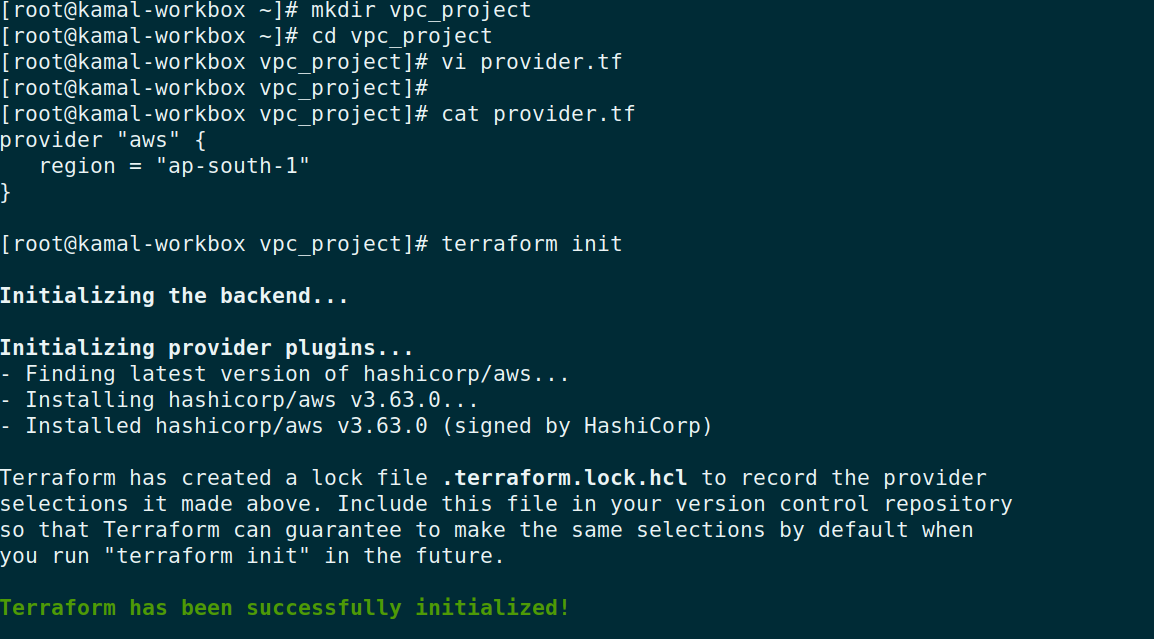 [root@kamal-workbox ~]# mkdir vpc_project
[root@kamal-workbox ~]# cd vpc_project
[root@kamal-workbox vpc_project]# vi provider.tf
[root@kamal-workbox vpc_project]#
[root@kamal-workbox vpc_project]# cat provider.tf
provider "aws" {
   region = "ap-south-1"
}
[root@kamal-workbox vpc_project]# terraform init
Initializing the backend...
Initializing provider plugins...
- Finding latest version of hashicorp/aws...
- Installing hashicorp/aws v3.63.0...
- Installed hashicorp/aws v3.63.0 (signed by HashiCorp)
Terraform has created a lock file .terraform.lock.hcl to record the provider
selections it made above. Include this file in your version control repository
so that Terraform can guarantee to make the same selections by default when
you run "terraform init" in the future.
Terraform has been successfully initialized!